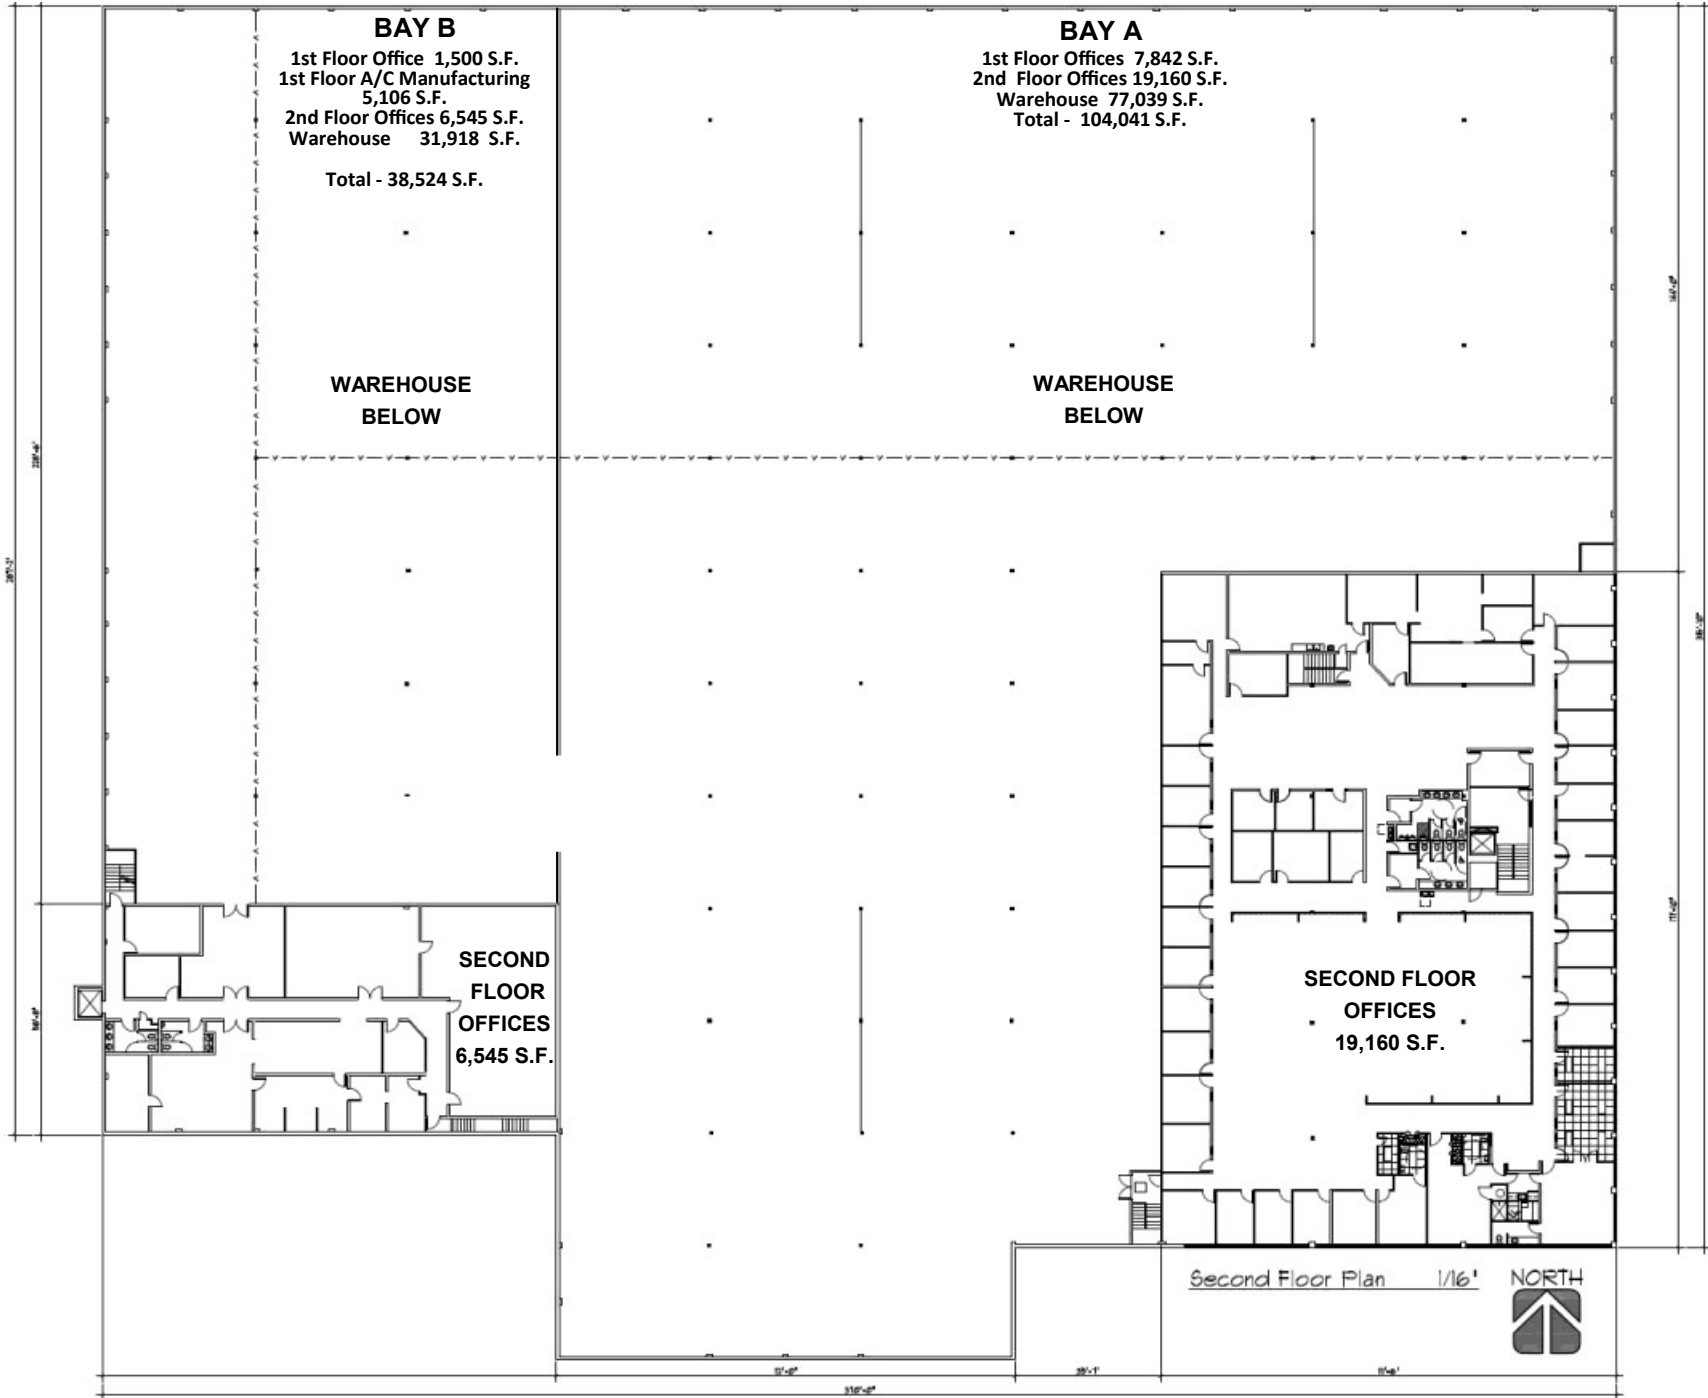 BAY B
1st Floor Office 1,500 S.F.
1st Floor A/C Manufacturing
5,106 S.F.
2nd Floor Offices 6,545 S.F.
Warehouse 31,918 S.F.
Total - 38,524 S.F.
BAY A
1st Floor Offices 7,842 S.F.
2nd Floor Offices 19,160 S.F.
Warehouse 77,039 S.F.
Total - 104,041 S.F.
WAREHOUSE
BELOW
WAREHOUSE
BELOW
SECOND
FLOOR
OFFICES
6,545 S.F.
SECOND FLOOR
OFFICES
19,160 S.F.
Second Floor Plan 1/16"
NORTH